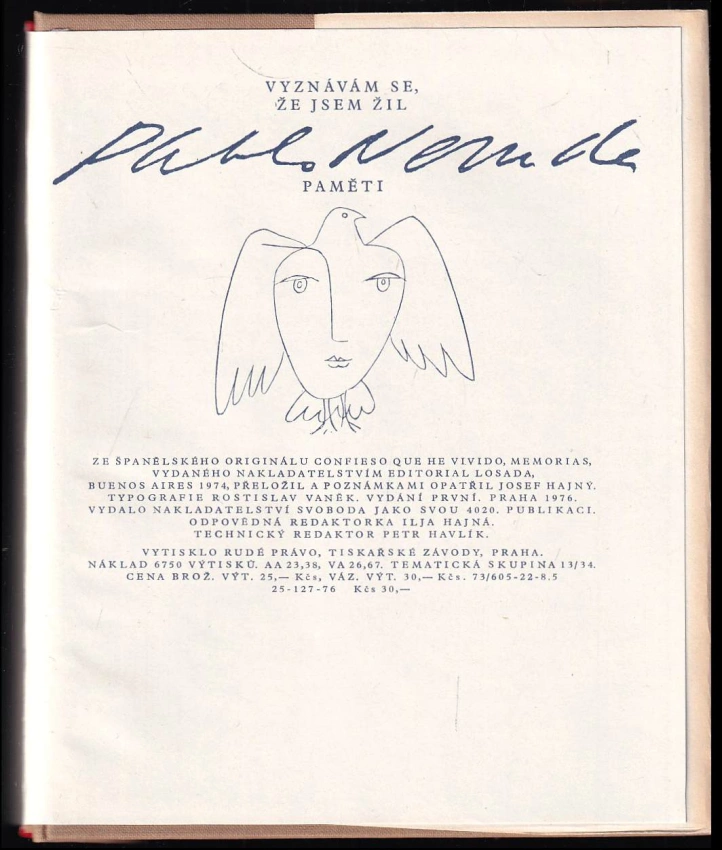 VYZNÁVÁM SE,
ŽE JSEM ŽIL
Pablo Neruda
PAMĚTI
ZE ŠPANĚLSKÉHO ORIGINÁLU CONFIESO QUE HE VIVIDO, MEMORIAS,
VYDANÉHO NAKLADATELSTVÍM EDITORIAL LOSADA,
BUENOS AIRES 1974, PŘELOŽIL A POZNÁMKAMI OPATŘIL JOSEF HAJNÝ.
TYPOGRAFIE ROSTISLAV VANĚK. VYDÁNÍ PRVNÍ. PRAHA 1976.
VYDALO NAKLADATELSTVÍ SVOBODA JAKO SVOU 4020. PUBLIKACI.
ODPOVĚDNÁ REDAKTORKA ILJA HAJNÁ.
TECHNICKÝ REDAKTOR PETR HAVLÍK.
VYTISKLO RUDÉ PRÁVO, TISKAŘSKÉ ZÁVODY, PRAHA.
NÁKLAD 6750 VÝTISKŮ. AA 23,38, VA 26,67. TEMATICKÁ SKUPINA 13/34.
CENA BROŽ. VÝT. 25,— Kčs, VÁZ. VÝT. 30,— Kčs. 73/605-22-8.5
25-127-76 Kčs 30,—